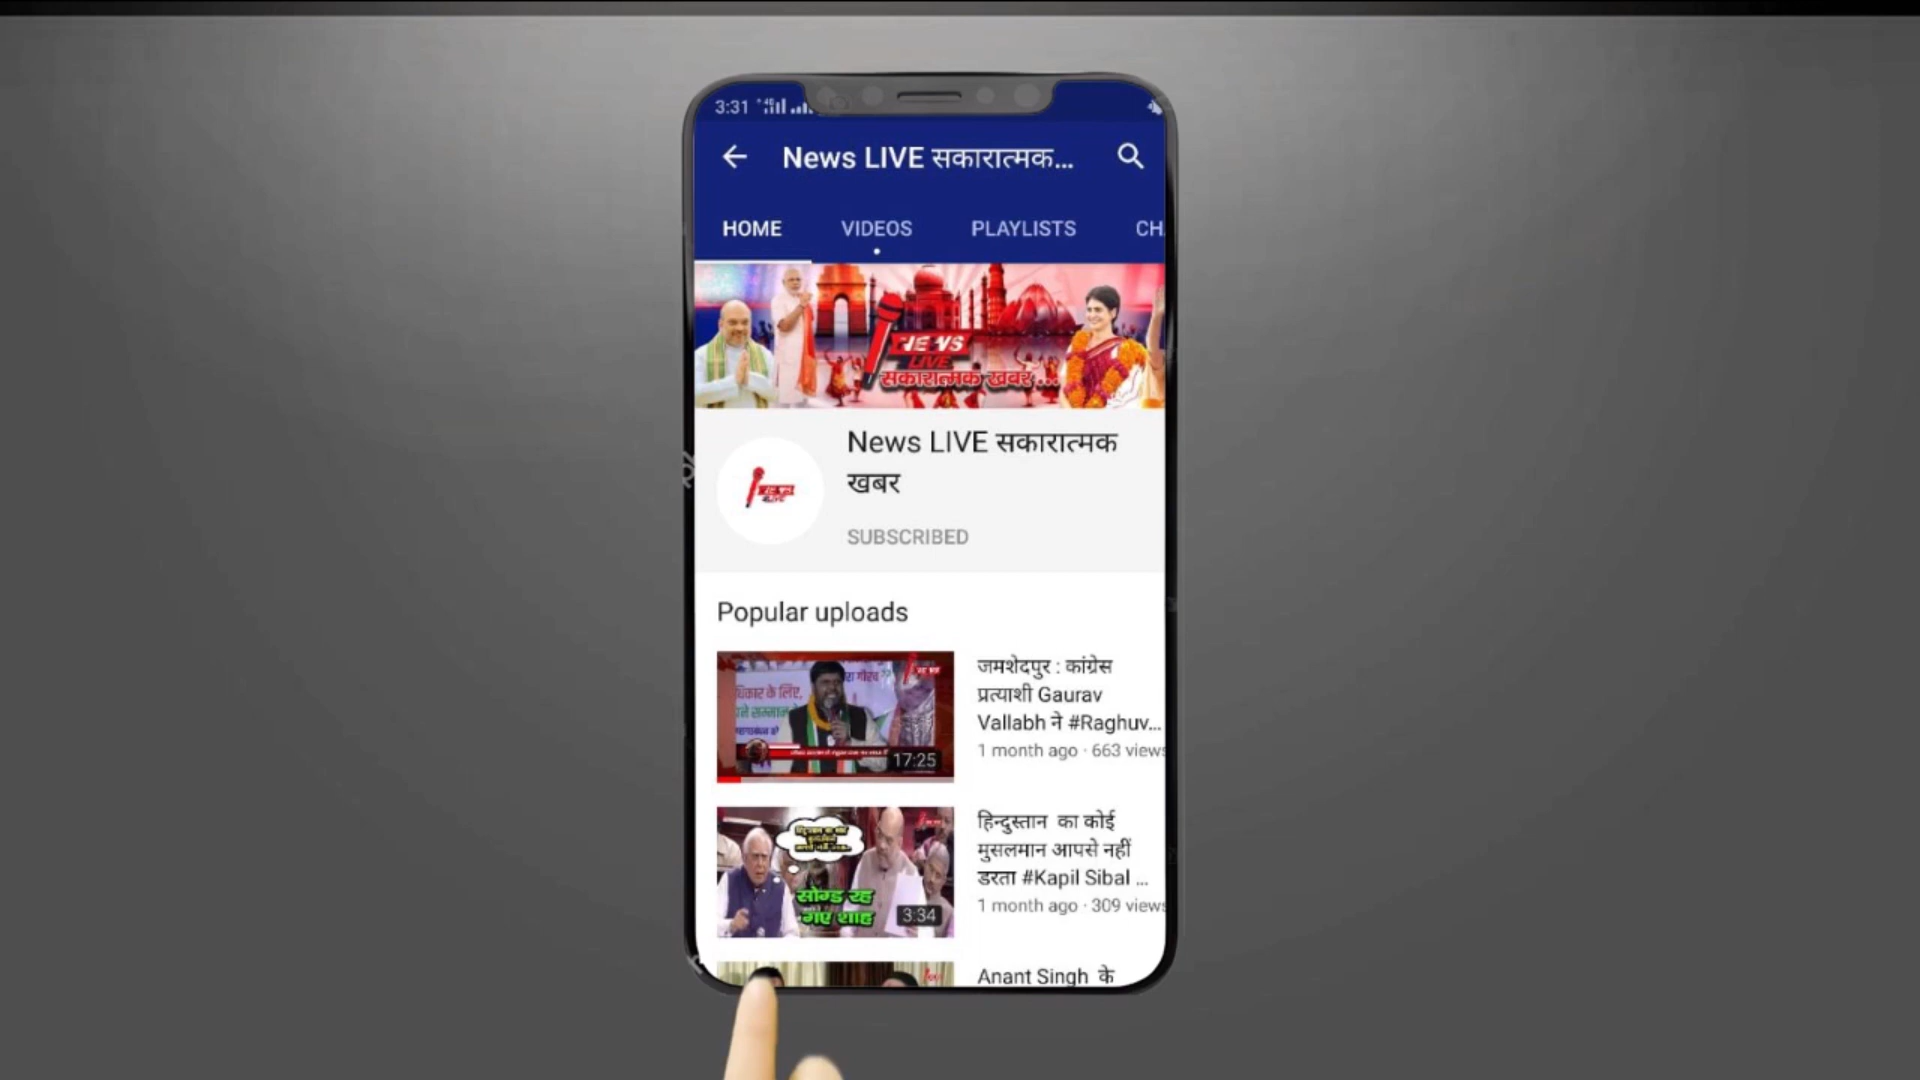 3:31
News LIVE सकारात्मक...
HOME VIDEOS PLAYLISTS CH
NEWS
LIVE
सकारात्मक खबर...
News LIVE सकारात्मक
खबर
SUBSCRIBED
Popular uploads
17:25
जमशेदपुर : कांग्रेस
प्रत्याशी Gaurav
Vallabh ने #Raghuv...
1 month ago · 663 views
सोच्ड रह
गए शाह
3:34
हिन्दुस्तान का कोई
मुसलमान आपसे नहीं
डरता #Kapil Sibal ...
1 month ago · 309 views
Anant Singh के